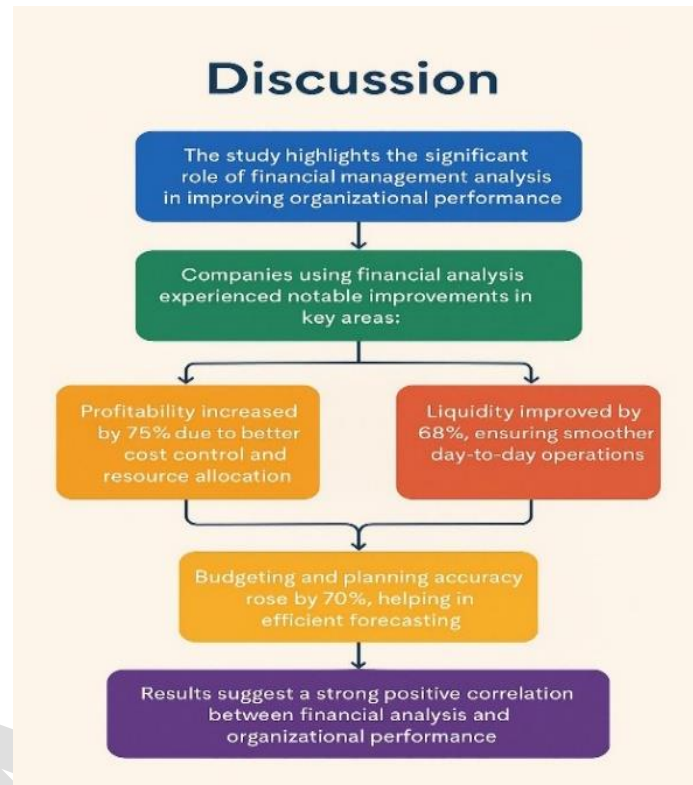 Discussion
The study highlights the significant
role of financial management analysis
in improving organizational performance
Companies using financial analysis
experienced notable improvements in
key areas:
Profitability increased
by 75% due to better
cost control and
resource allocation
Liquidity improved by
68%, ensuring smoother
day-to-day operations
Budgeting and planning accuracy
rose by 70%, helping in
efficient forecasting
Results suggest a strong positive correlation
between financial analysis and
organizational performance